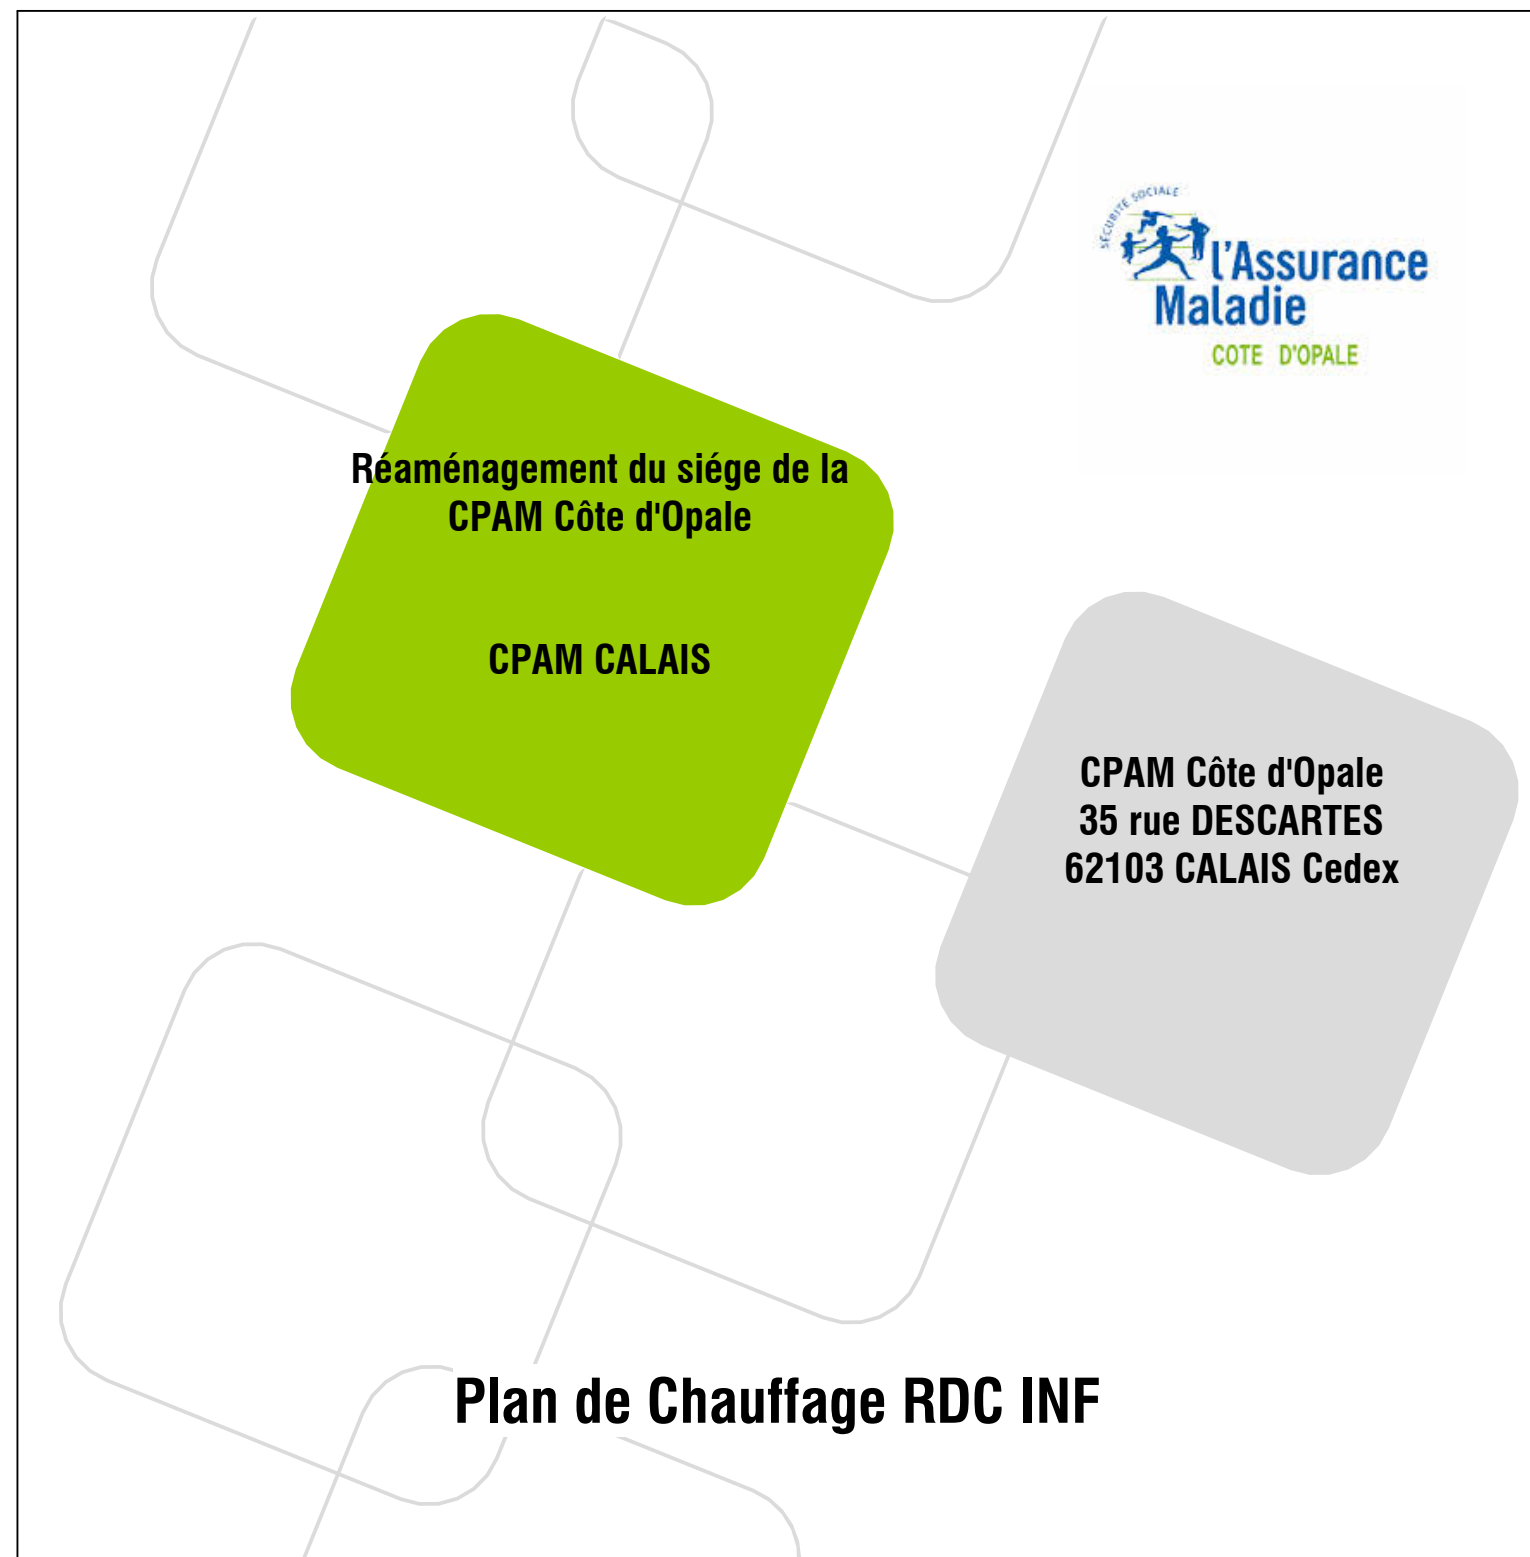 SÉCURITÉ SOCIALE
l'Assurance
Maladie
COTE D'OPALE
Réaménagement du siége de la
CPAM Côte d'Opale
CPAM CALAIS
CPAM Côte d'Opale
35 rue DESCARTES
62103 CALAIS Cedex
Plan de Chauffage RDC INF